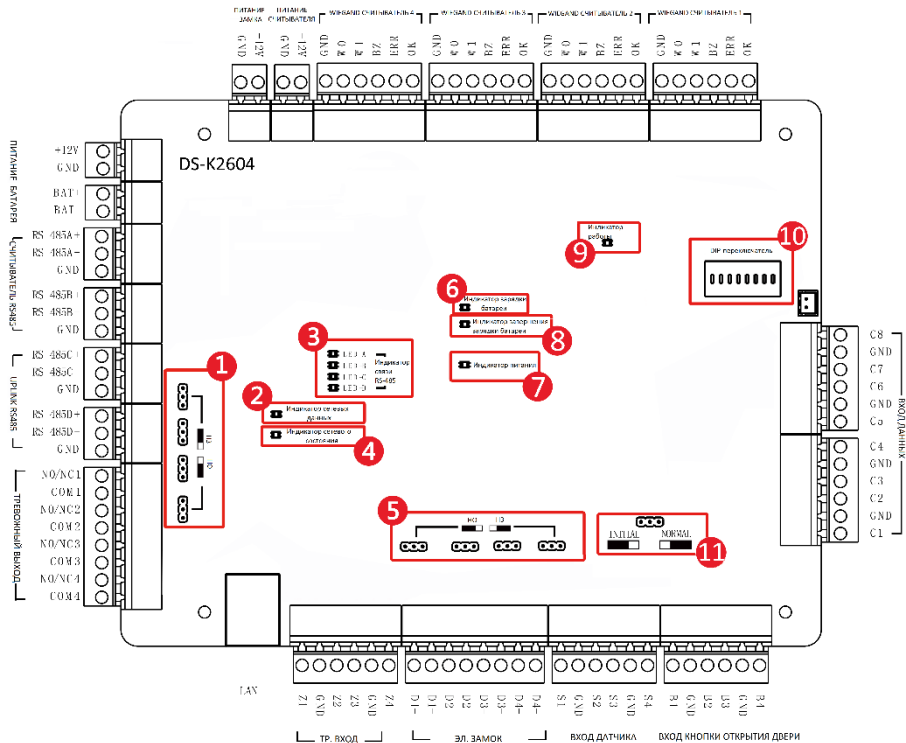 ПИТАНИЕ ЗАМКА
ПИТАНИЕ СЧИТЫВАТЕЛЯ
WIEGAND СЧИТЫВАТЕЛЬ 4
WIEGAND СЧИТЫВАТЕЛЬ 3
WIEGAND СЧИТЫВАТЕЛЬ 2
WIEGAND СЧИТЫВАТЕЛЬ 1
GND -12V
GND -12V
GND W0 W1 BZ ERR OK
GND W0 W1 BZ ERR OK
GND W0 W1 BZ ERR OK
GND W0 W1 BZ ERR OK
DS-K2604
ПИТАНИЕ
+12V
GND
БАТАРЕЯ
BAT+
BAT
СЧИТЫВАТЕЛЬ RS485
RS 485A+
RS 485A-
GND
RS 485B+
RS 485B
GND
UPLINK RS485
RS 485C+
RS 485C
GND
RS 485D+
RS 485D-
GND
ТРЕВОЖНЫЙ ВЫХОД
NO/NC1
COM1
NO/NC2
COM2
NO/NC3
COM3
NO/NC4
COM4
1
2
Индикатор сетевых данных
3
LED-A
LED-C
LED-D
Индикатор связи RS-485
4
Индикатор сетевого состояния
5
НО
НЗ
6
Индикатор зарядки батареи
7
Индикатор питания
8
Индикатор завершения зарядки батареи
9
Индикатор работы
10
DIP переключатель
11
INITIAL
NORMAL
C8
GND
C7
C6
GND
C5
C4
GND
C3
C2
GND
C1
ВХОД ДАННЫХ
LAN
Z1 GND Z2 Z3 GND Z4
D1- D1- D2 D2 D3 D3- D4- D4-
S1 GND S2 S3 GND S4
B1 GND B2 B3 GND B4
ТР. ВХОД
ЭЛ. ЗАМОК
ВХОД ДАТЧИКА
ВХОД КНОПКИ ОТКРЫТИЯ ДВЕРИ